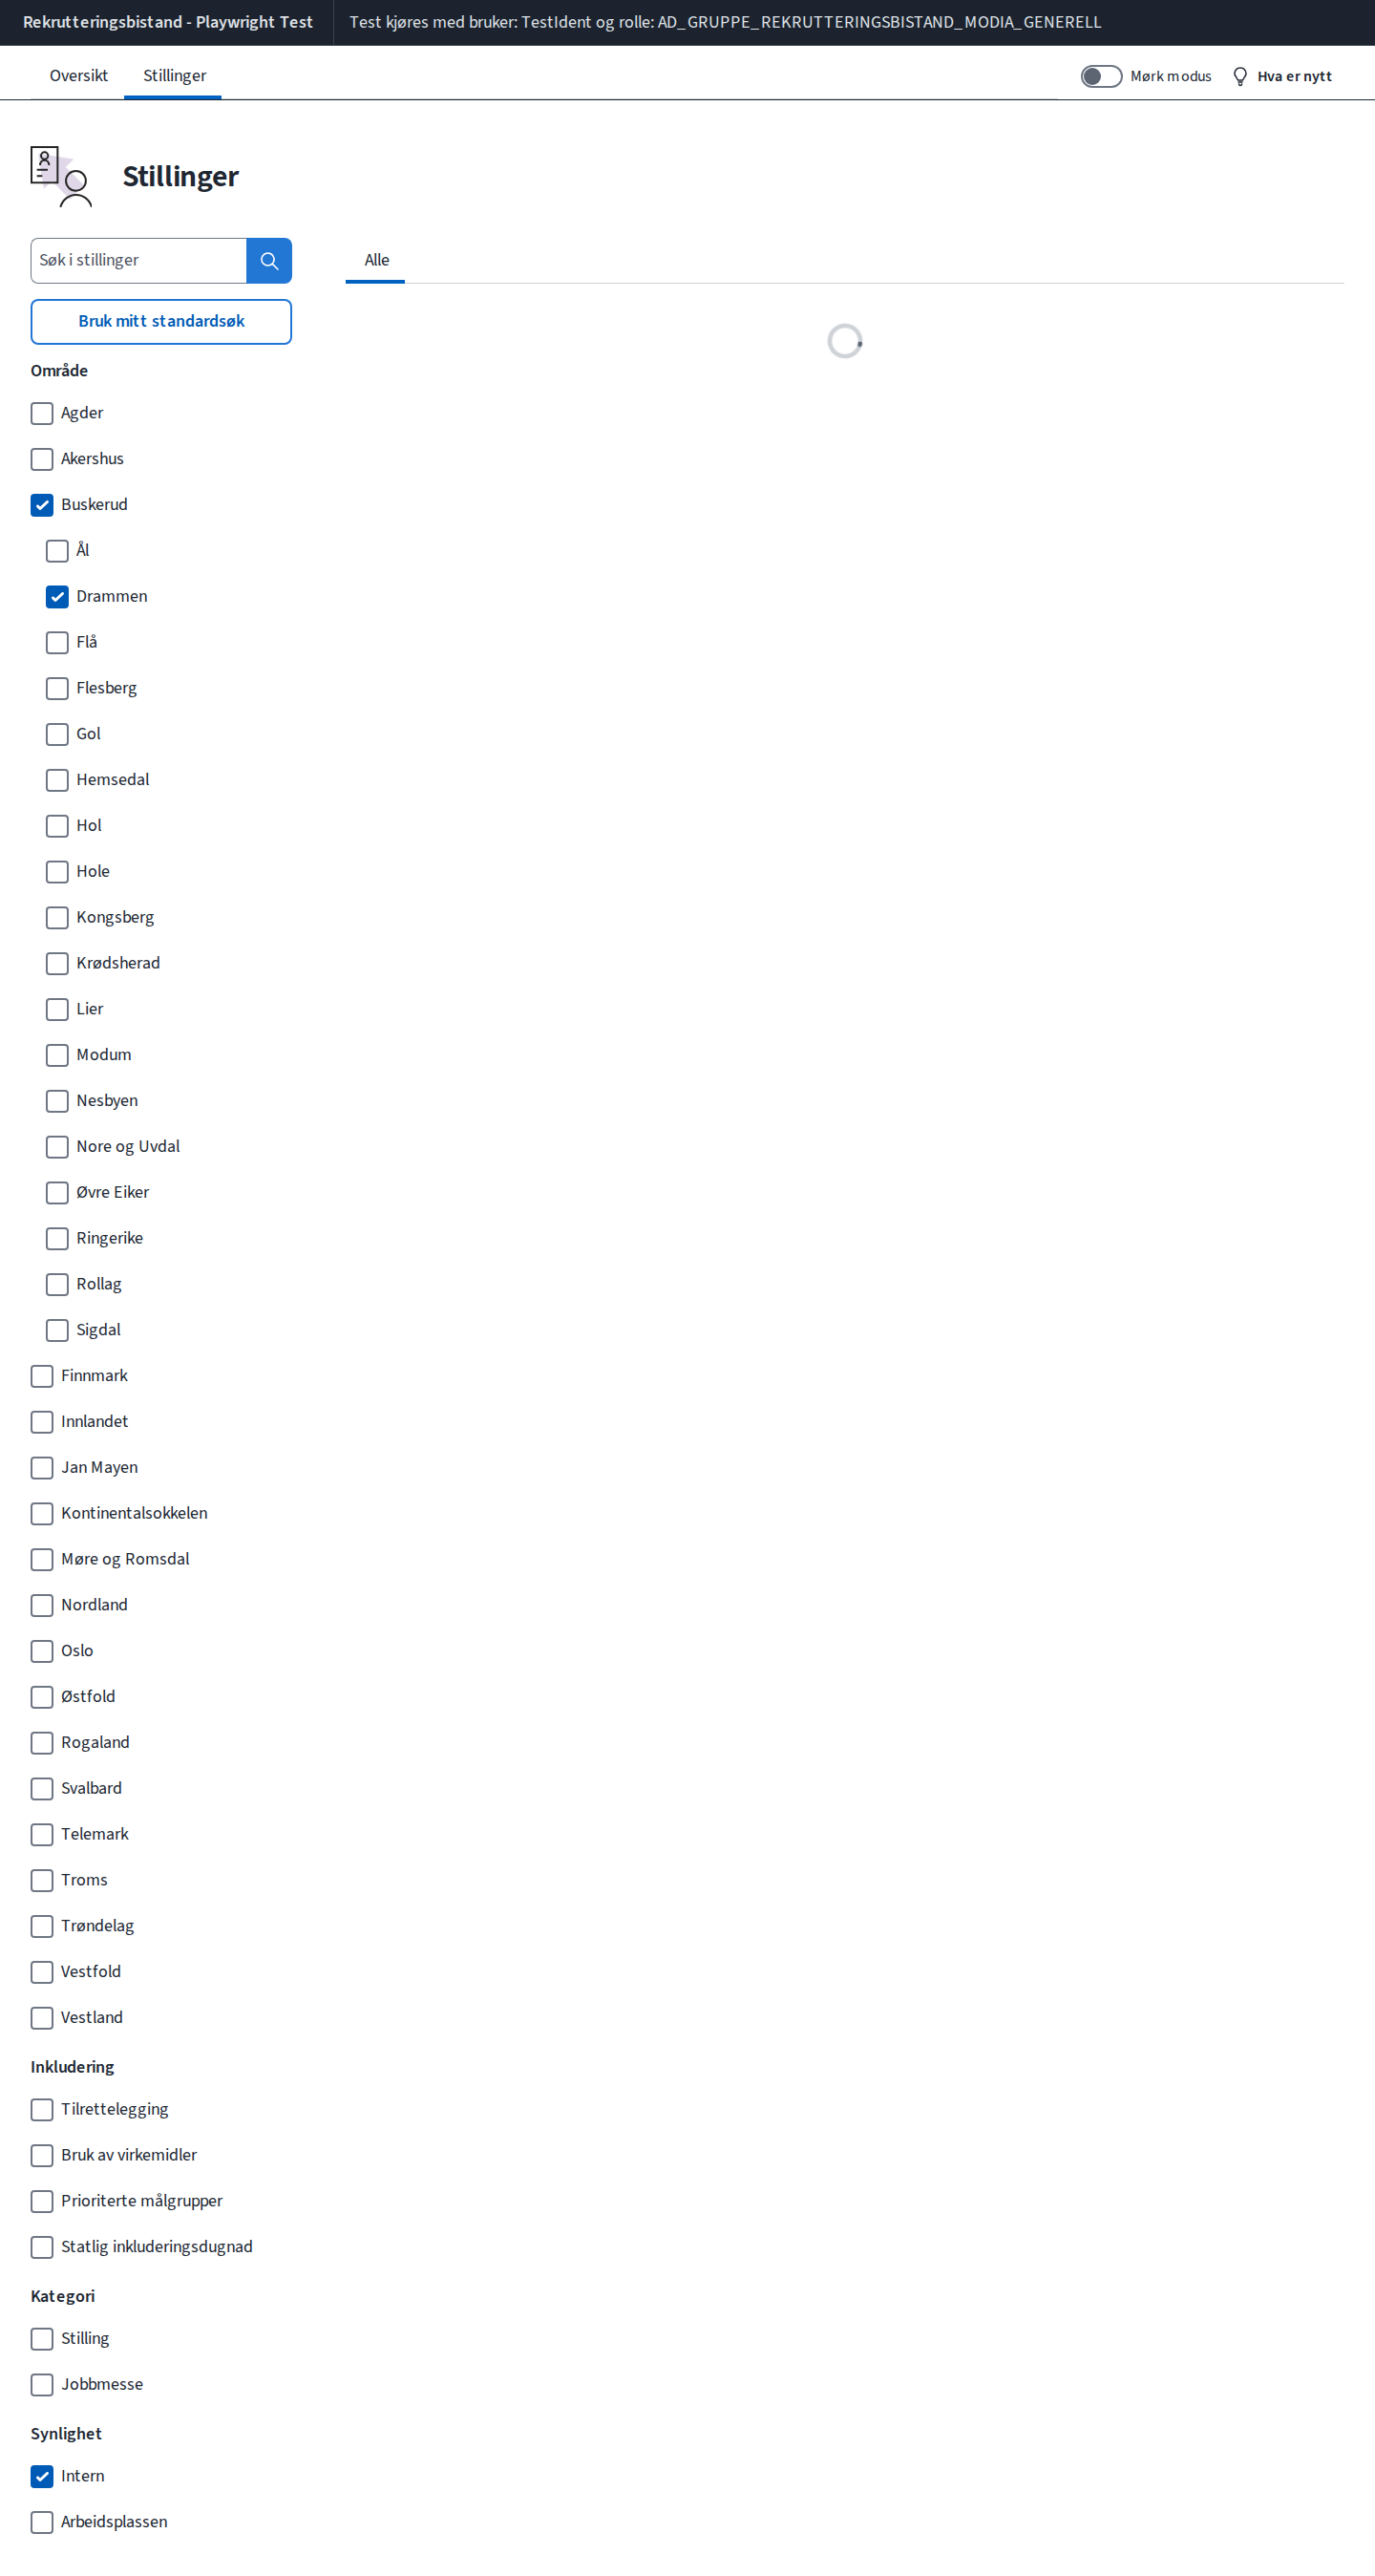 Rekrutteringsbistand - Playwright Test
Test kjøres med bruker: TestIdent og rolle: AD_GRUPPE_REKRUTTERINGSBISTAND_MODIA_GENERELL
Oversikt
Stillinger
Mørk modus
Hva er nytt
Stillinger
Søk i stillinger
Alle
Bruk mitt standardsøk
Område
Agder
Akershus
Buskerud
Ål
Drammen
Flå
Flesberg
Gol
Hemsedal
Hol
Hole
Kongsberg
Krødsherad
Lier
Modum
Nesbyen
Nore og Uvdal
Øvre Eiker
Ringerike
Rollag
Sigdal
Finnmark
Innlandet
Jan Mayen
Kontinentalsokkelen
Møre og Romsdal
Nordland
Oslo
Østfold
Rogaland
Svalbard
Telemark
Troms
Trøndelag
Vestfold
Vestland
Inkludering
Tilrettelegging
Bruk av virkemidler
Prioriterte målgrupper
Statlig inkluderingsdugnad
Kategori
Stilling
Jobbmesse
Synlighet
Intern
Arbeidsplassen